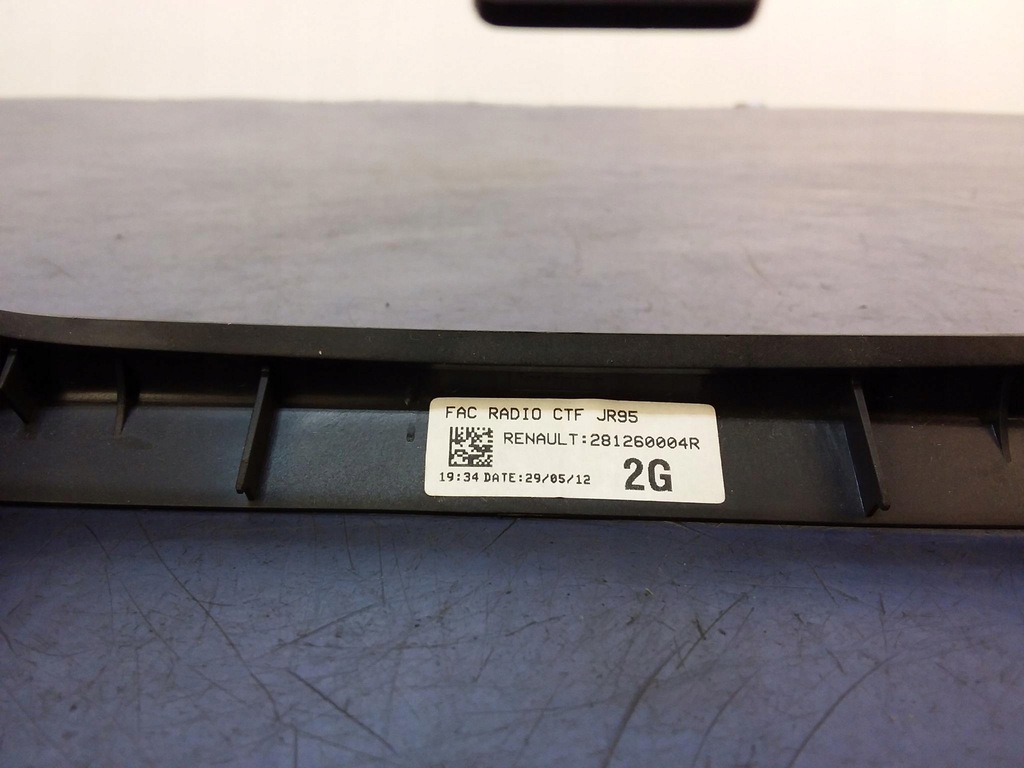 FAC RADIO CTF JR95
RENAULT:281260004R
19:34 DATE:29/05/12 2G